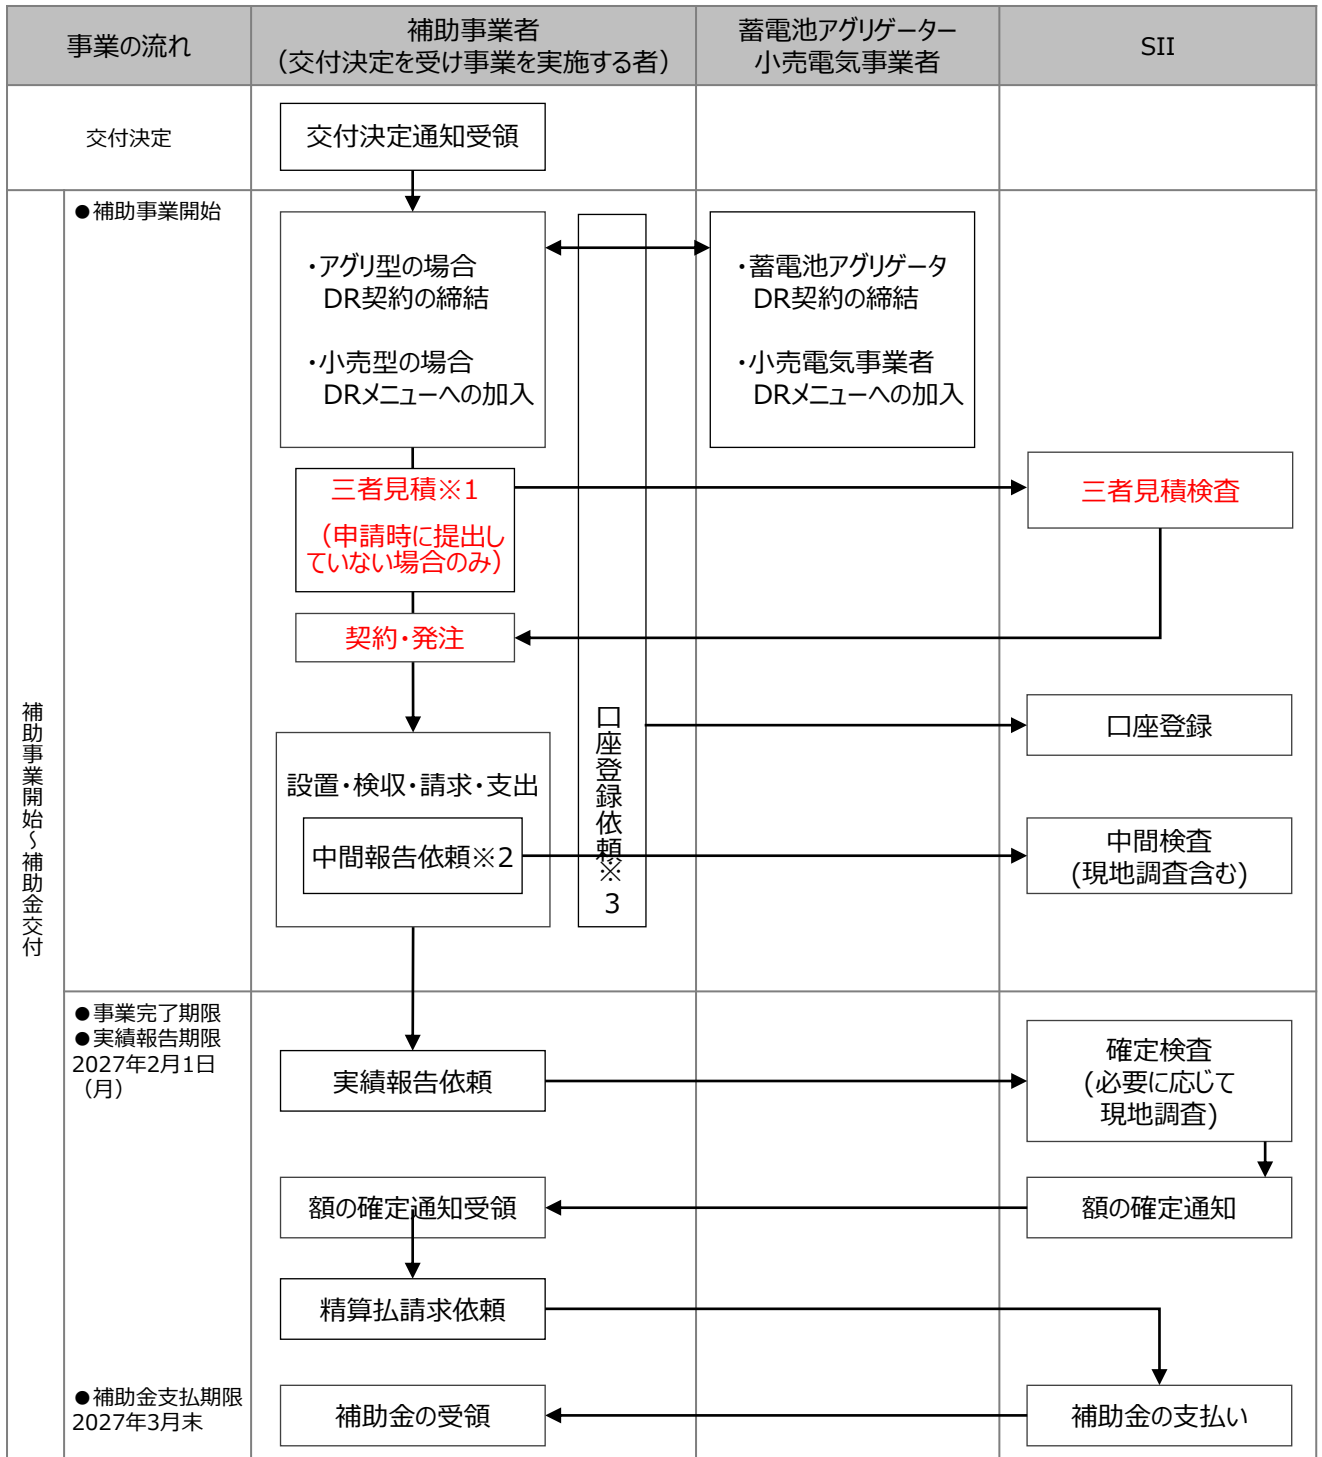 事業の流れ
補助事業者
（交付決定を受け事業を実施する者）
蓄電池アグリゲーター
小売電気事業者
SII
交付決定
交付決定通知受領
補助事業開始～補助金交付
●補助事業開始
・アグリ型の場合
DR契約の締結
・小売型の場合
DRメニューへの加入
口座登録依頼※3
・蓄電池アグリゲータ
DR契約の締結
・小売電気事業者
DRメニューへの加入
三者見積※1
（申請時に提出し
ていない場合のみ）
三者見積検査
契約・発注
口座登録
設置・検収・請求・支出
中間報告依頼※2
中間検査
(現地調査含む)
●事業完了期限
●実績報告期限
2027年2月1日
（月）
実績報告依頼
確定検査
(必要に応じて
現地調査)
額の確定通知受領
額の確定通知
精算払請求依頼
●補助金支払期限
2027年3月末
補助金の受領
補助金の支払い